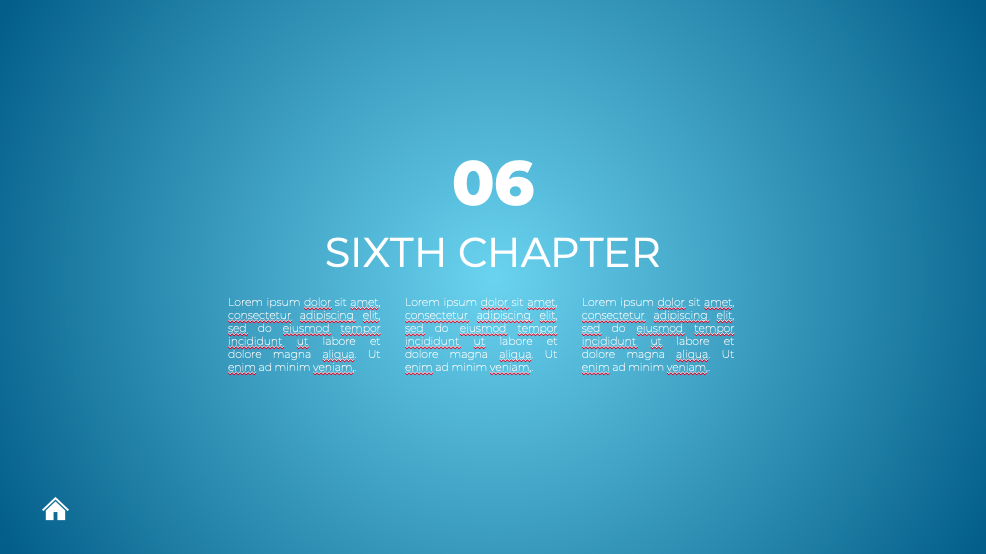 06
SIXTH CHAPTER
Lorem ipsum dolor sit amet,
consectetur adipiscing elit,
sed do eiusmod tempor
incididunt ut labore et
dolore magna aliqua. Ut
enim ad minim veniam,.
Lorem ipsum dolor sit amet,
consectetur adipiscing elit,
sed do eiusmod tempor
incididunt ut labore et
dolore magna aliqua. Ut
enim ad minim veniam,.
Lorem ipsum dolor sit amet,
consectetur adipiscing elit,
sed do eiusmod tempor
incididunt ut labore et
dolore magna aliqua. Ut
enim ad minim veniam,.